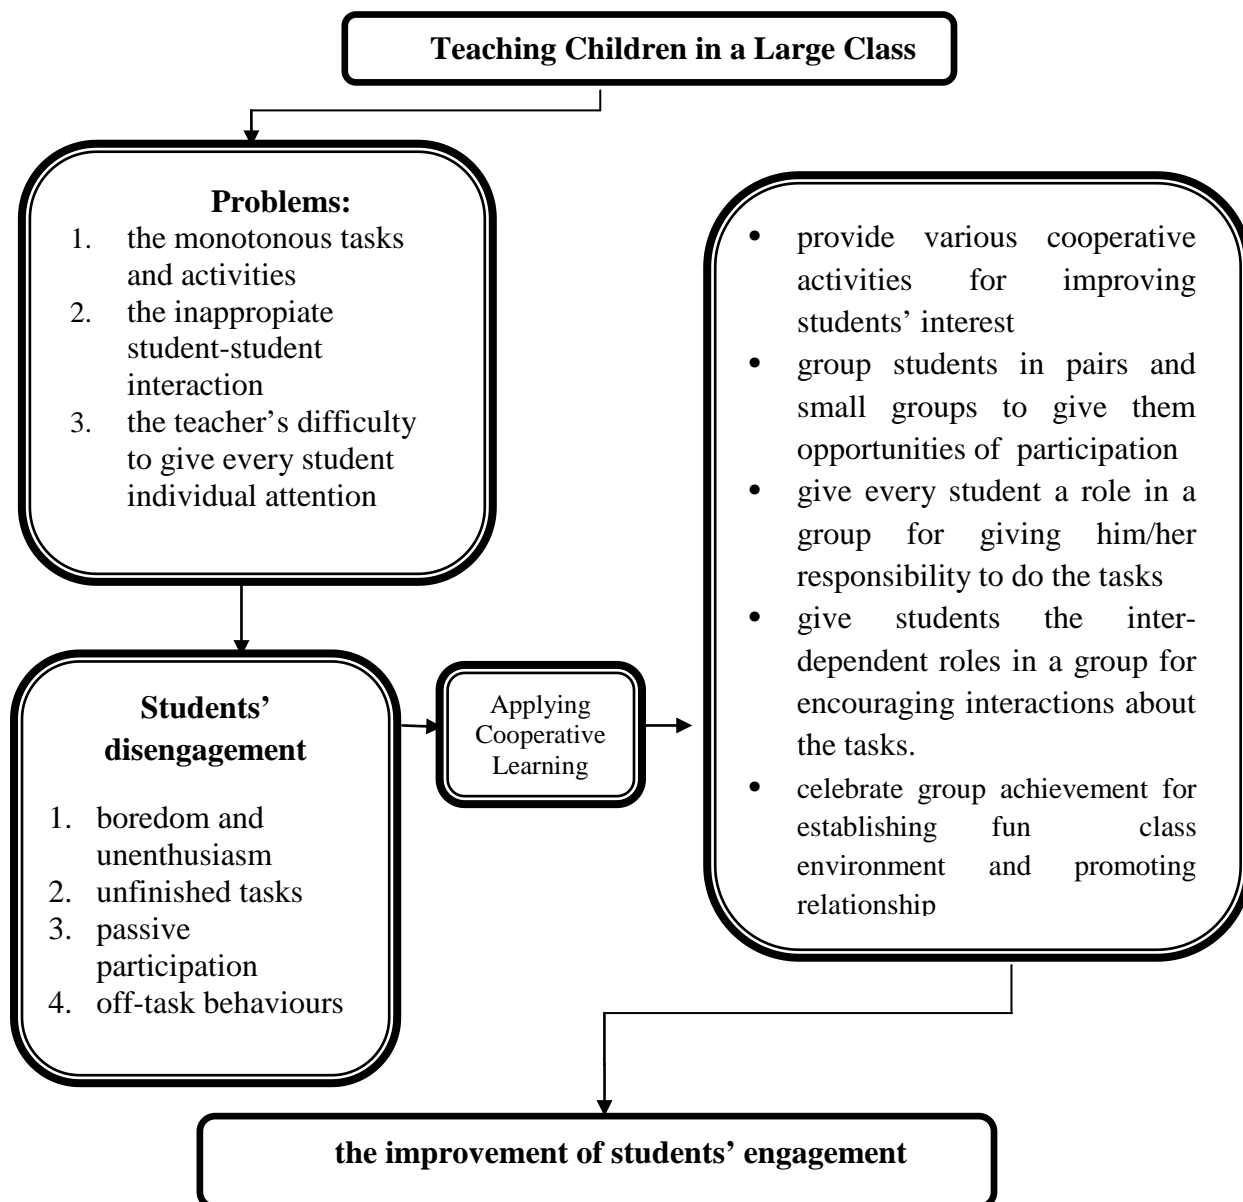 Teaching Children in a Large Class
Problems:
1. the monotonous tasks
and activities
2. the inappropiate
student-student
interaction
3. the teacher’s difficulty
to give every student
individual attention
Students’
disengagement
1. boredom and
unenthusiasm
2. unfinished tasks
3. passive
participation
4. off-task behaviours
Applying
Cooperative
Learning
• provide various cooperative
activities for improving
students’ interest
• group students in pairs and
small groups to give them
opportunities of participation
• give every student a role in a
group for giving him/her
responsibility to do the tasks
• give students the inter-
dependent roles in a group for
encouraging interactions about
the tasks.
• celebrate group achievement for
establishing fun class
environment and promoting
relationship
the improvement of students’ engagement